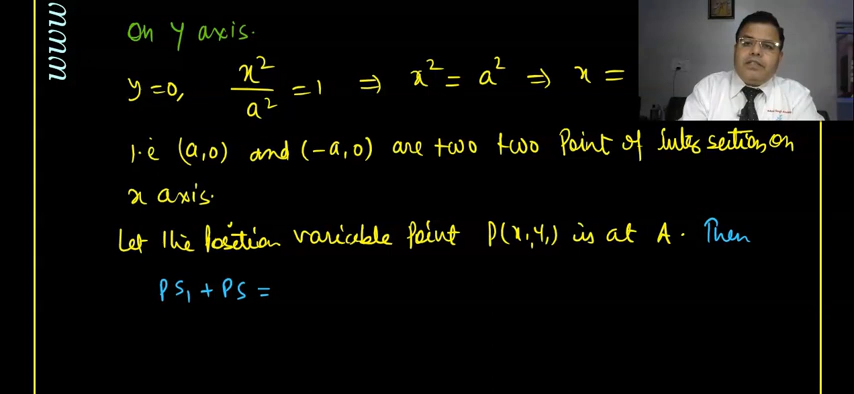 www
On Y axis.
y=0, x²/a² = 1 ⇒ x² = a² ⇒ x =
i.e (a,0) and (-a,0) are two two Point of Intersection on
x axis.
Let the Position variable Point P(x₁,y₁) is at A. Then
PS₁ + PS =